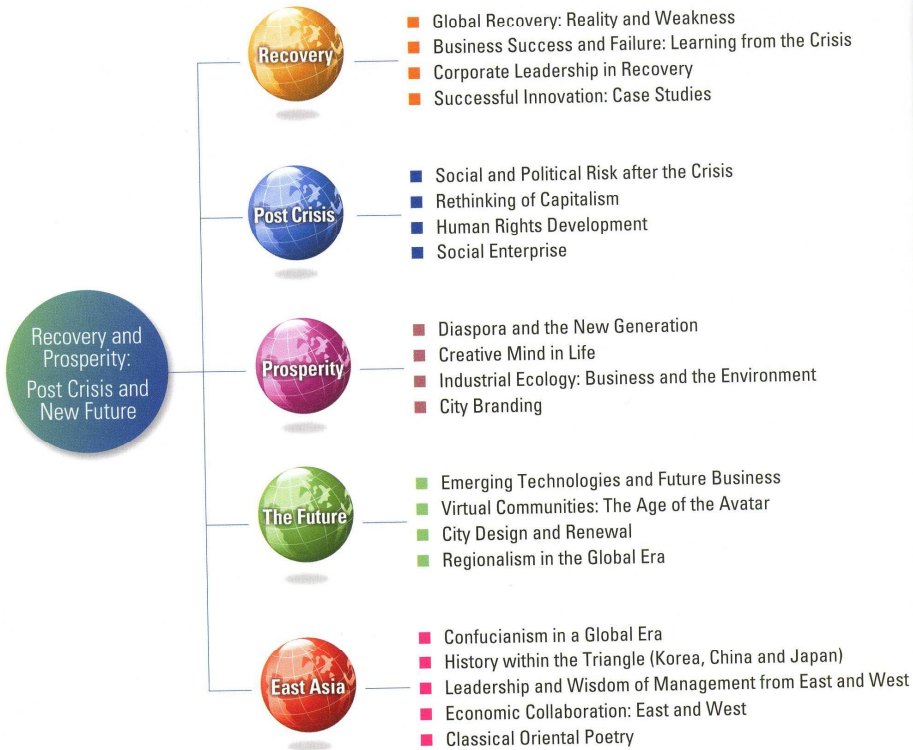 Recovery and
Prosperity:
Post Crisis and
New Future
Recovery
Global Recovery: Reality and Weakness
Business Success and Failure: Learning from the Crisis
Corporate Leadership in Recovery
Successful Innovation: Case Studies
Post Crisis
Social and Political Risk after the Crisis
Rethinking of Capitalism
Human Rights Development
Social Enterprise
Prosperity
Diaspora and the New Generation
Creative Mind in Life
Industrial Ecology: Business and the Environment
City Branding
The Future
Emerging Technologies and Future Business
Virtual Communities: The Age of the Avatar
City Design and Renewal
Regionalism in the Global Era
East Asia
Confucianism in a Global Era
History within the Triangle (Korea, China and Japan)
Leadership and Wisdom of Management from East and West
Economic Collaboration: East and West
Classical Oriental Poetry